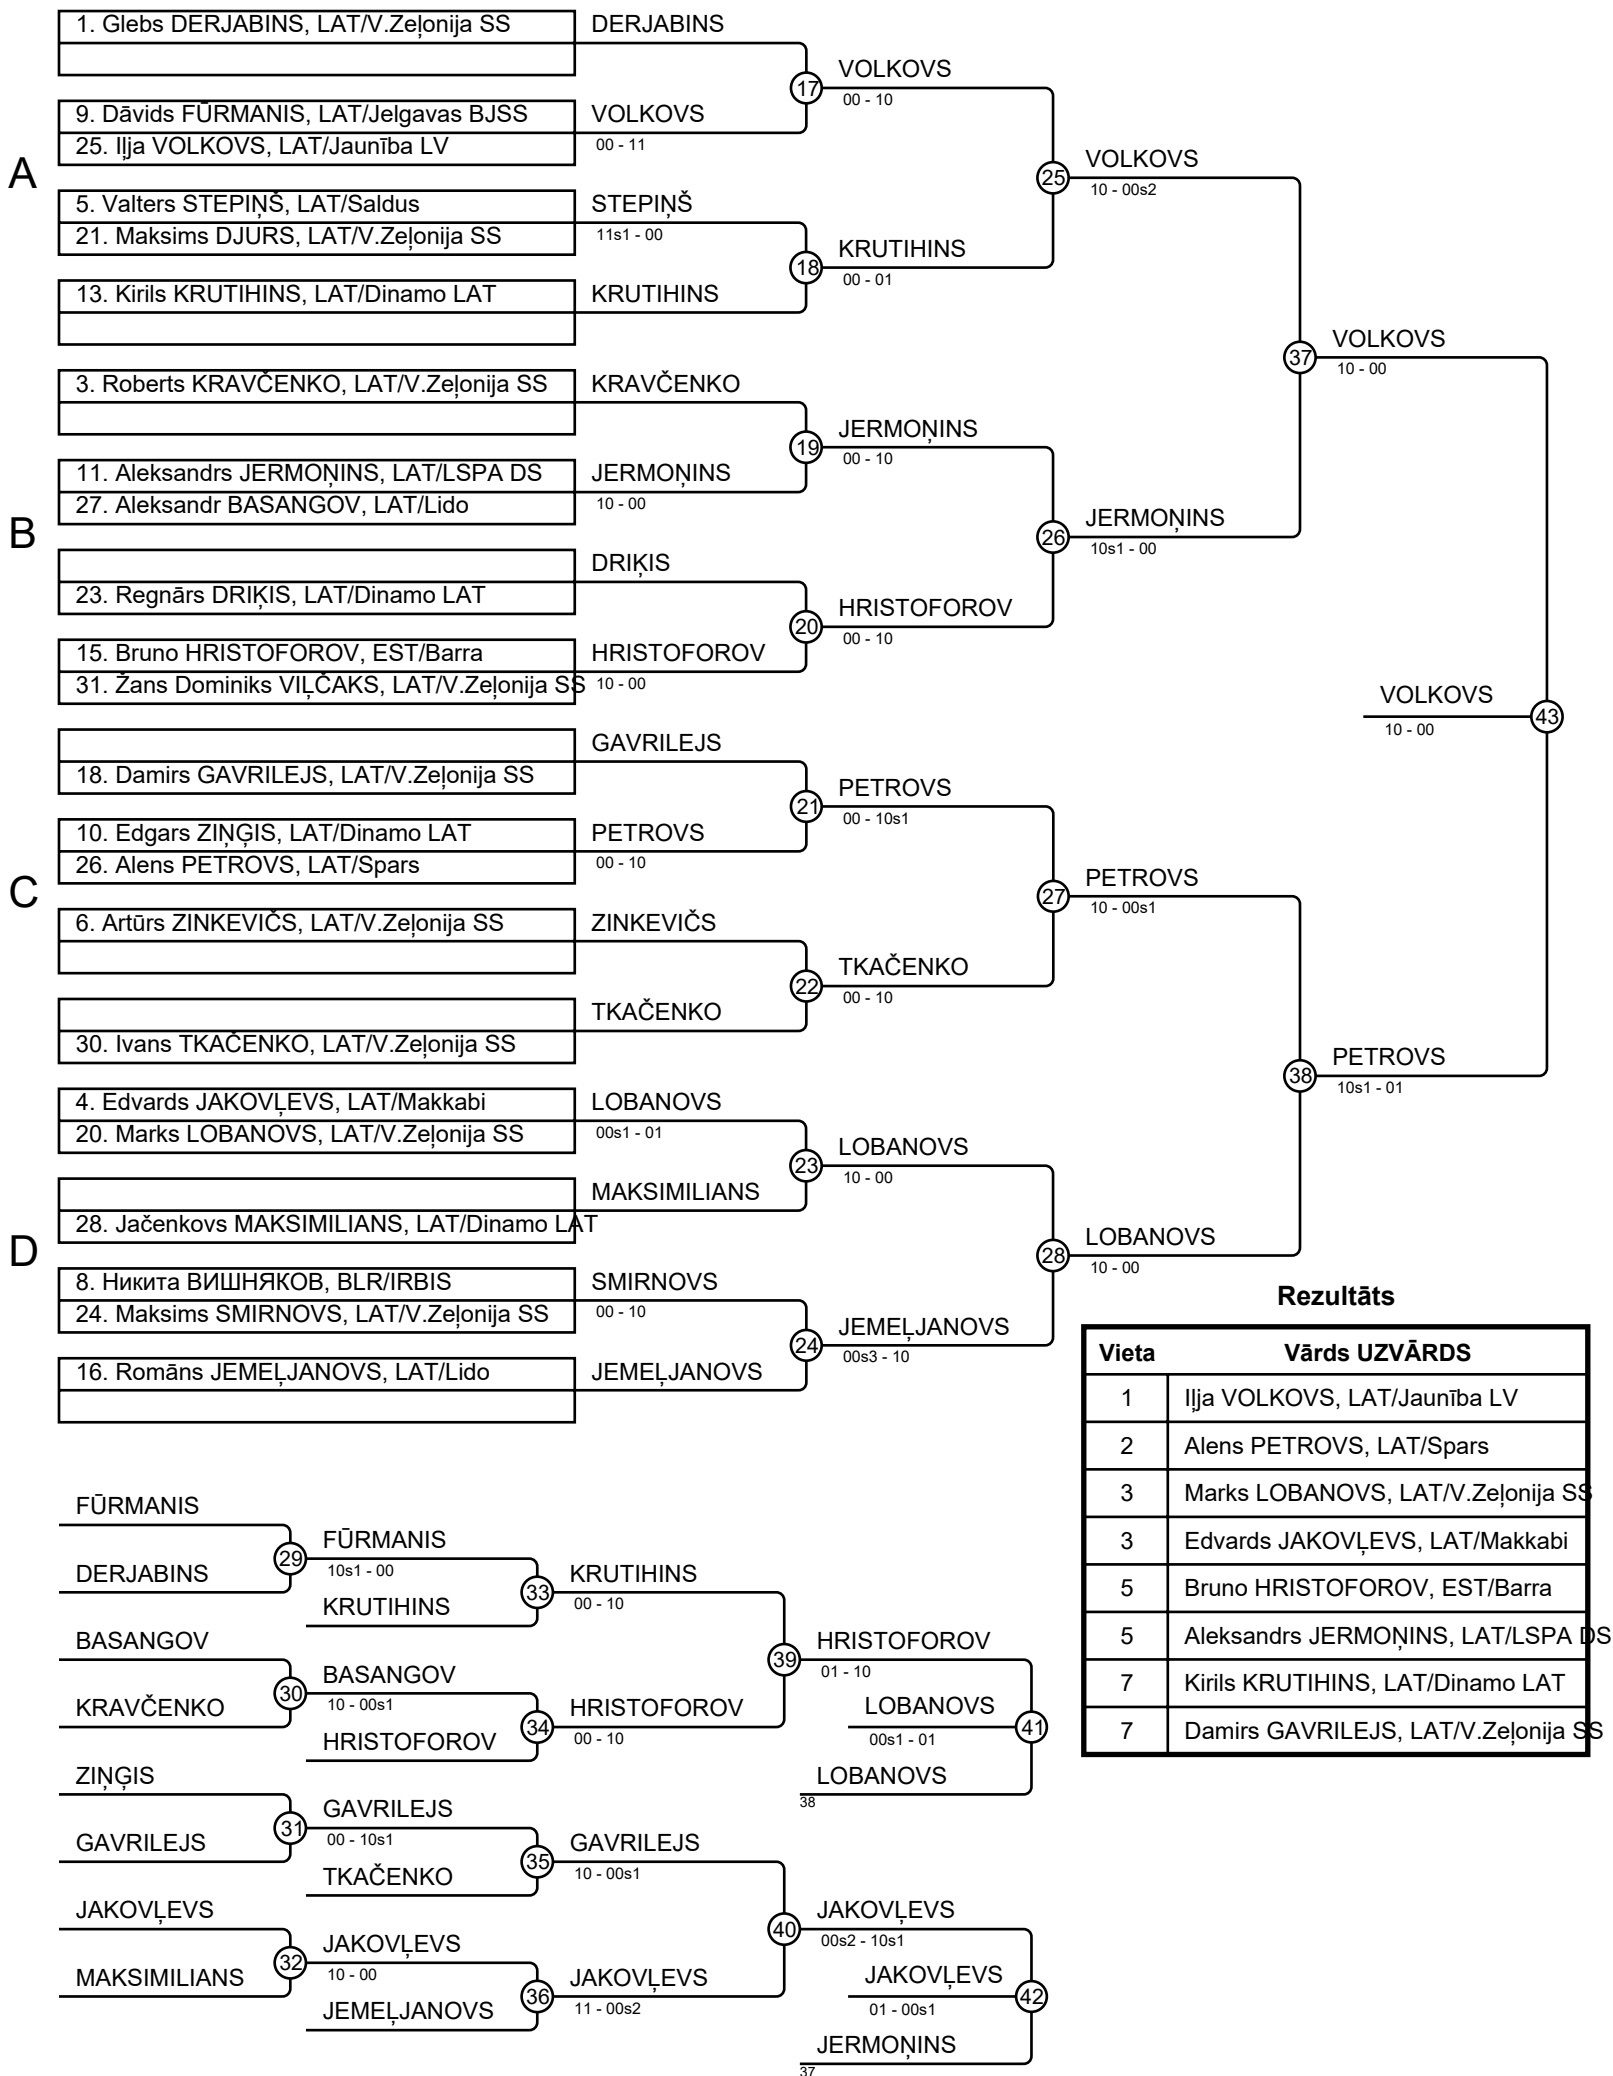 A
1. Glebs DERJABINS, LAT/V.Zeļonija SS
9. Dāvids FŪRMANIS, LAT/Jelgavas BJSS
25. Iļja VOLKOVS, LAT/Jaunība LV
5. Valters STEPIŅŠ, LAT/Saldus
21. Maksims DJURS, LAT/V.Zeļonija SS
13. Kirils KRUTIHINS, LAT/Dinamo LAT
B
3. Roberts KRAVČENKO, LAT/V.Zeļonija SS
11. Aleksandrs JERMOŅINS, LAT/LSPA DS
27. Aleksandr BASANGOV, LAT/Lido
23. Regnārs DRIĶIS, LAT/Dinamo LAT
15. Bruno HRISTOFOROV, EST/Barra
31. Žans Dominiks VIĻČAKS, LAT/V.Zeļonija SS
C
18. Damirs GAVRILEJS, LAT/V.Zeļonija SS
10. Edgars ZIŅĢIS, LAT/Dinamo LAT
26. Alens PETROVS, LAT/Spars
6. Artūrs ZINKEVIČS, LAT/V.Zeļonija SS
30. Ivans TKAČENKO, LAT/V.Zeļonija SS
D
4. Edvards JAKOVĻEVS, LAT/Makkabi
20. Marks LOBANOVS, LAT/V.Zeļonija SS
28. Jačenkovs MAKSIMILIANS, LAT/Dinamo LAT
8. Никита ВИШНЯКОВ, BLR/IRBIS
24. Maksims SMIRNOVS, LAT/V.Zeļonija SS
16. Romāns JEMEĻJANOVS, LAT/Lido
DERJABINS
VOLKOVS
00 - 11
STEPIŅŠ
11s1 - 00
KRUTIHINS
KRAVČENKO
JERMOŅINS
10 - 00
DRIĶIS
HRISTOFOROV
10 - 00
GAVRILEJS
PETROVS
00 - 10
ZINKEVIČS
TKAČENKO
LOBANOVS
00s1 - 01
MAKSIMILIANS
SMIRNOVS
00 - 10
JEMEĻJANOVS
17
VOLKOVS
00 - 10
18
KRUTIHINS
00 - 01
19
JERMOŅINS
00 - 10
20
HRISTOFOROV
00 - 10
21
PETROVS
00 - 10s1
22
TKAČENKO
00 - 10
23
LOBANOVS
10 - 00
24
JEMEĻJANOVS
00s3 - 10
25
VOLKOVS
10 - 00s2
26
JERMOŅINS
10s1 - 00
27
PETROVS
10 - 00s1
28
LOBANOVS
10 - 00
37
VOLKOVS
10 - 00
38
PETROVS
10s1 - 01
VOLKOVS
43
10 - 00
Rezultāts
Vieta Vārds UZVĀRDS
1 Iļja VOLKOVS, LAT/Jaunība LV
2 Alens PETROVS, LAT/Spars
3 Marks LOBANOVS, LAT/V.Zeļonija SS
3 Edvards JAKOVĻEVS, LAT/Makkabi
5 Bruno HRISTOFOROV, EST/Barra
5 Aleksandrs JERMOŅINS, LAT/LSPA DS
7 Kirils KRUTIHINS, LAT/Dinamo LAT
7 Damirs GAVRILEJS, LAT/V.Zeļonija SS
FŪRMANIS
DERJABINS
BASANGOV
KRAVČENKO
ZIŅĢIS
GAVRILEJS
JAKOVĻEVS
MAKSIMILIANS
29
FŪRMANIS
10s1 - 00
KRUTIHINS
30
BASANGOV
10 - 00s1
HRISTOFOROV
31
GAVRILEJS
00 - 10s1
TKAČENKO
32
JAKOVĻEVS
10 - 00
JEMEĻJANOVS
33
KRUTIHINS
00 - 10
34
HRISTOFOROV
00 - 10
35
GAVRILEJS
10 - 00s1
36
JAKOVĻEVS
11 - 00s2
39
HRISTOFOROV
01 - 10
LOBANOVS
41
00s1 - 01
LOBANOVS
38
40
JAKOVĻEVS
00s2 - 10s1
JAKOVĻEVS
42
01 - 00s1
JERMOŅINS
37